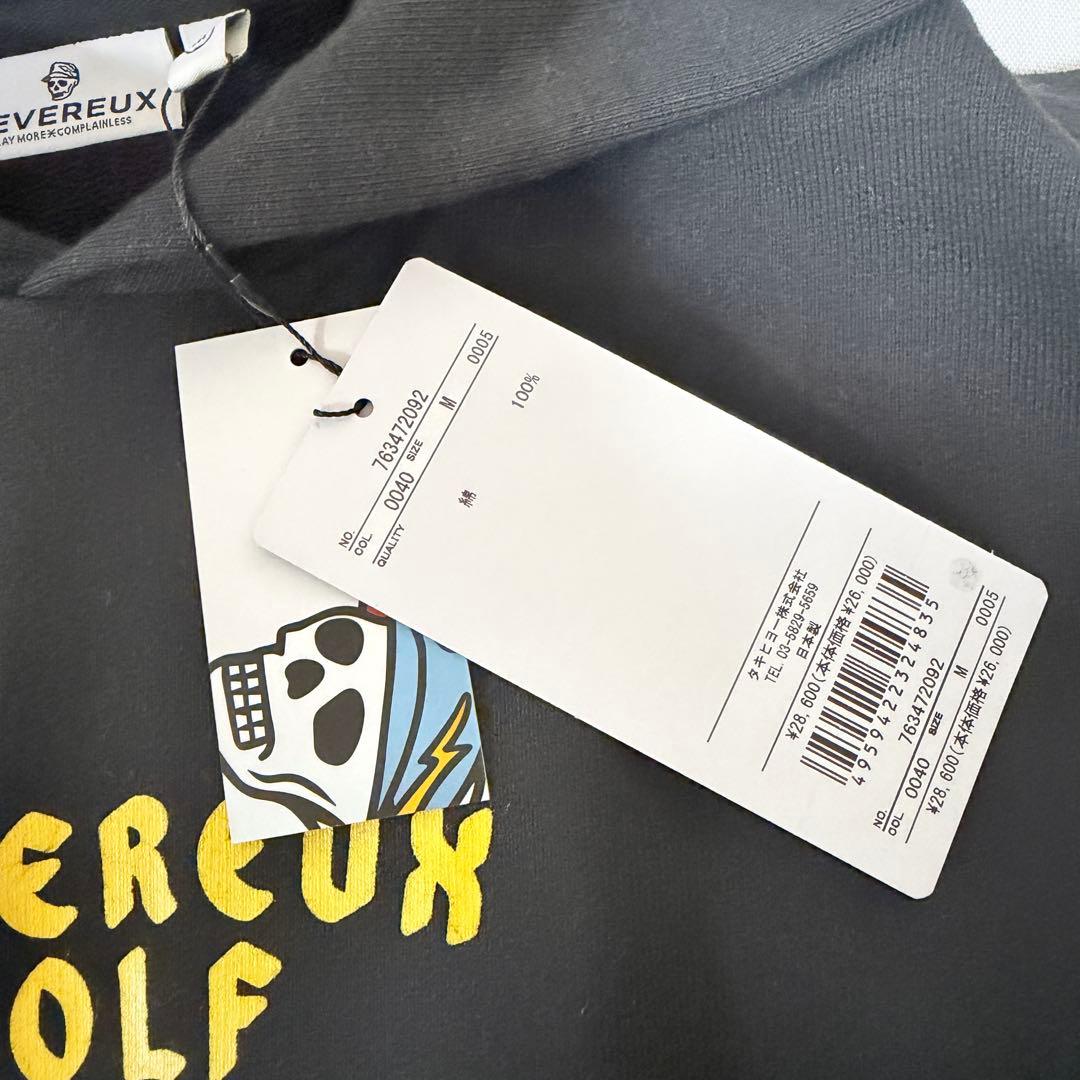 EVEREUX
AY MORE COMPLAINLESS
NO. 763472092
COL. 0040 SIZE M 0005
QUALITY
綿 100%
タキヒヨー株式会社
TEL. 03-5829-5659
日本製
¥28,600(本体価格¥26,000)
4959422324835
NO. 763472092
COL 0040 SIZE M 0005
¥28,600(本体価格¥26,000)
EREUX
OLF